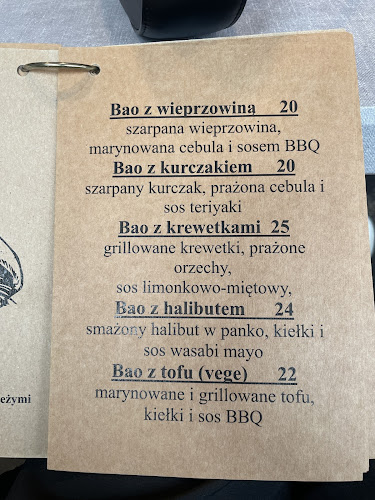 Bao z wieprzowiną 20
szarpana wieprzowina,
marynowana cebula i sosem BBQ
Bao z kurczakiem 20
szarpany kurczak, prażona cebula i
sos teriyaki
Bao z krewetkami 25
grillowane krewetki, prażone
orzechy,
sos limonkowo-miętowy,
Bao z halibutem 24
smażony halibut w panko, kiełki i
sos wasabi mayo
Bao z tofu (vege) 22
marynowane i grillowane tofu,
kiełki i sos BBQ